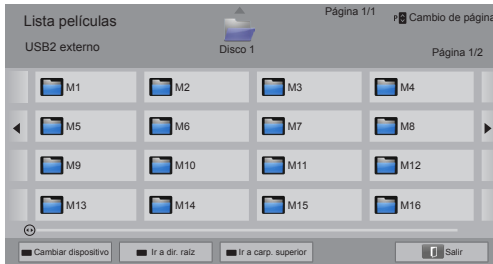 Lista películas
Página 1/1
P Cambio de página
USB2 externo
Disco 1
Página 1/2
M1 M2 M3 M4
M5 M6 M7 M8
M9 M10 M11 M12
M13 M14 M15 M16
Cambiar dispositivo Ir a dir. raíz Ir a carp. superior Salir